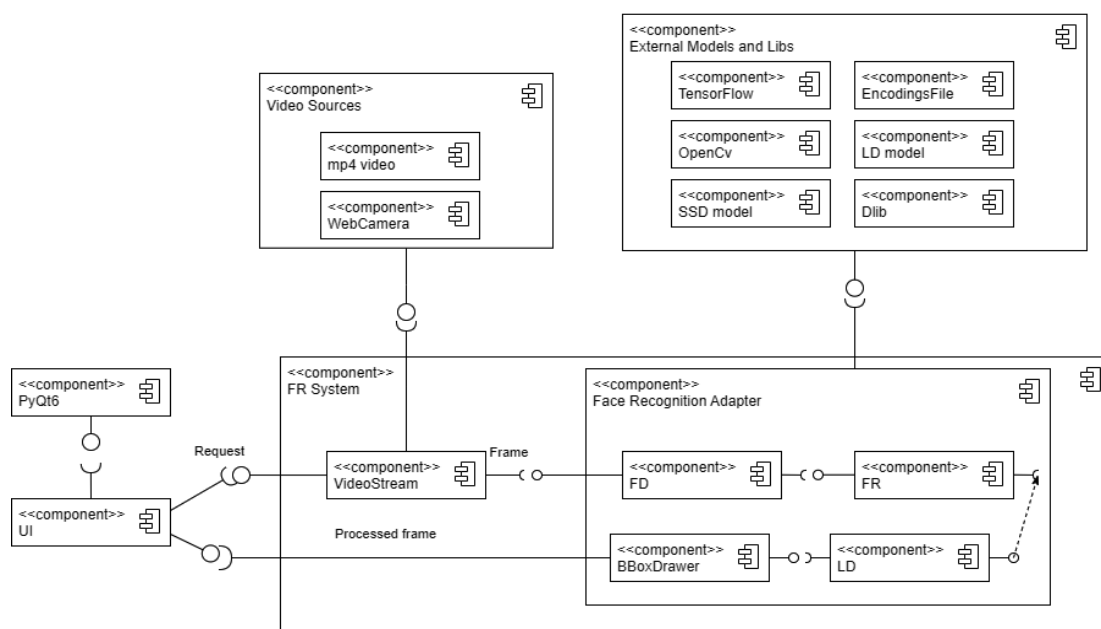 <<component>>
External Models and Libs
<<component>>
TensorFlow
<<component>>
EncodingsFile
<<component>>
OpenCv
<<component>>
LD model
<<component>>
SSD model
<<component>>
Dlib
<<component>>
Video Sources
<<component>>
mp4 video
<<component>>
WebCamera
<<component>>
PyQt6
<<component>>
UI
Request
<<component>>
FR System
<<component>>
VideoStream
Frame
Processed frame
<<component>>
Face Recognition Adapter
<<component>>
FD
<<component>>
FR
<<component>>
BBoxDrawer
<<component>>
LD